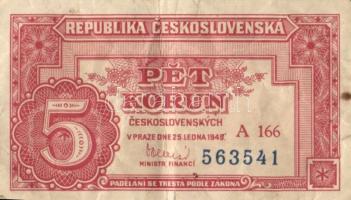 REPUBLIKA ČESKOSLOVENSKÁ
PĚT
KORUN
ČESKOSLOVENSKÝCH
V PRAZE DNE 25. LEDNA 1949.
A 166
5
MINISTR FINANCÍ
563541
PADĚLÁNÍ SE TRESTÁ PODLE ZÁKONA